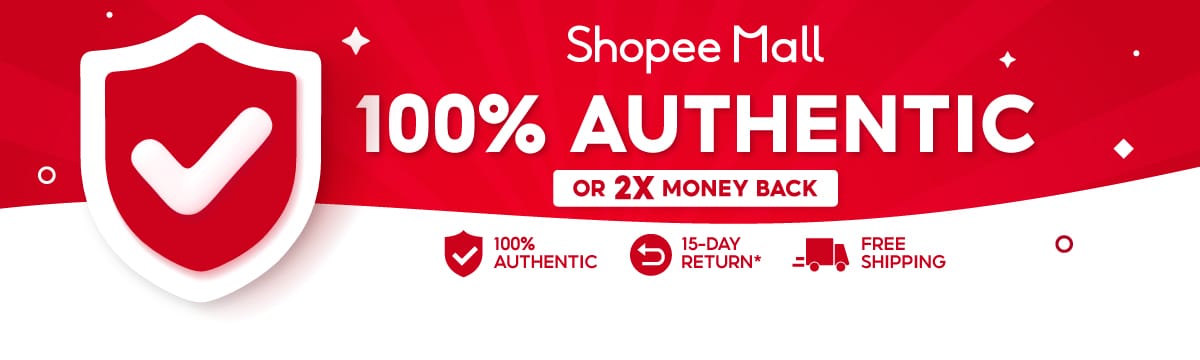 Shopee Mall
100% AUTHENTIC
OR 2X MONEY BACK
100%
AUTHENTIC
15-DAY
RETURN*
FREE
SHIPPING